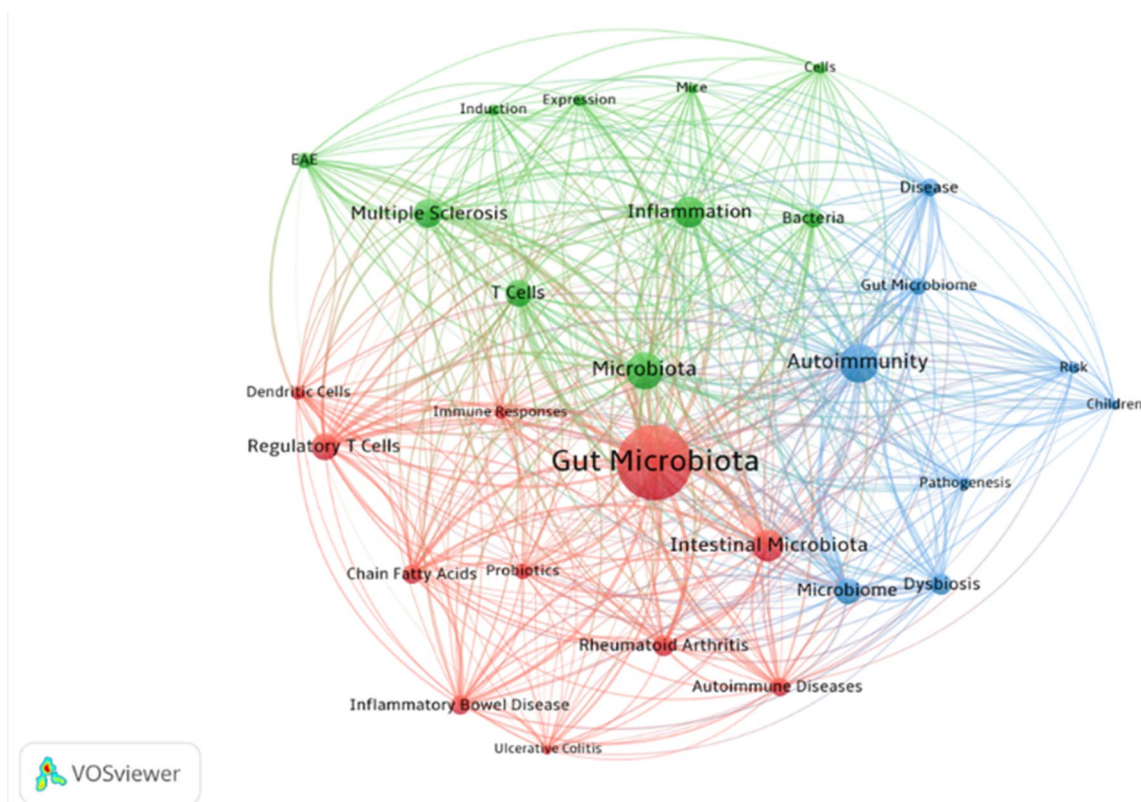 Cells
Mice
Expression
Induction
EAE
Disease
Multiple Sclerosis
Inflammation
Bacteria
Gut Microbiome
T Cells
Autoimmunity
Microbiota
Risk
Dendritic Cells
Children
Immune Responses
Regulatory T Cells
Gut Microbiota
Pathogenesis
Intestinal Microbiota
Chain Fatty Acids
Probiotics
Microbiome
Dysbiosis
Rheumatoid Arthritis
Autoimmune Diseases
Inflammatory Bowel Disease
Ulcerative Colitis
VOSviewer